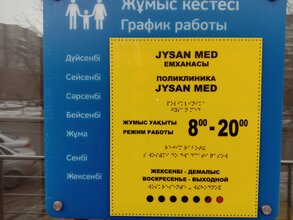 Жұмыс кестесі
График работы
Дүйсенбі
Сейсенбі
Сәрсенбі
Бейсенбі
Жұма
Сенбі
Жексенбі
JYSAN MED
ЕМХАНАСЫ
ПОЛИКЛИНИКА
JYSAN MED
ЖҰМЫС УАҚЫТЫ
РЕЖИМ РАБОТЫ
8⁰⁰ - 20⁰⁰
ЖЕКСЕНБІ - ДЕМАЛЫС
ВОСКРЕСЕНЬЕ - ВЫХОДНОЙ